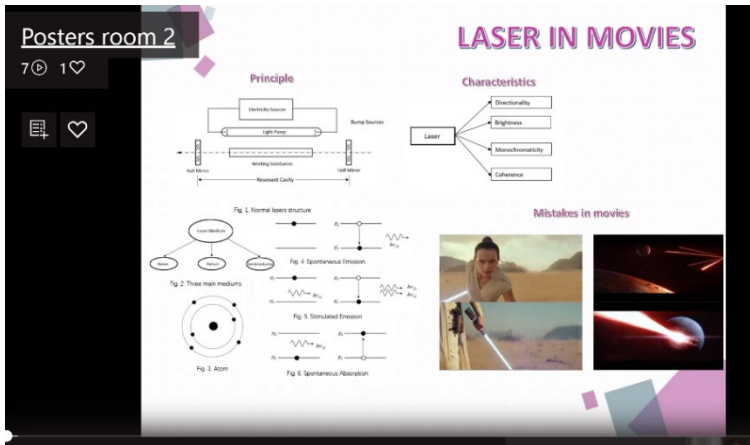 Posters room 2
7 1
LASER IN MOVIES
Principle
Electricity Sources
Light Pump
Bump Sources
Working Substances
Half Mirror
Half Mirror
Resonant Cavity
Fig. 1. Normal lasers structure
Laser Medium
Helium
Fig. 2. Three main mediums
Fig. 3. Atom
Fig. 4. Spontaneous Emission
Fig. 5. Stimulated Emission
Fig. 6. Spontaneous Absorption
Characteristics
Laser
Directionality
Brightness
Monochromaticity
Coherence
Mistakes in movies